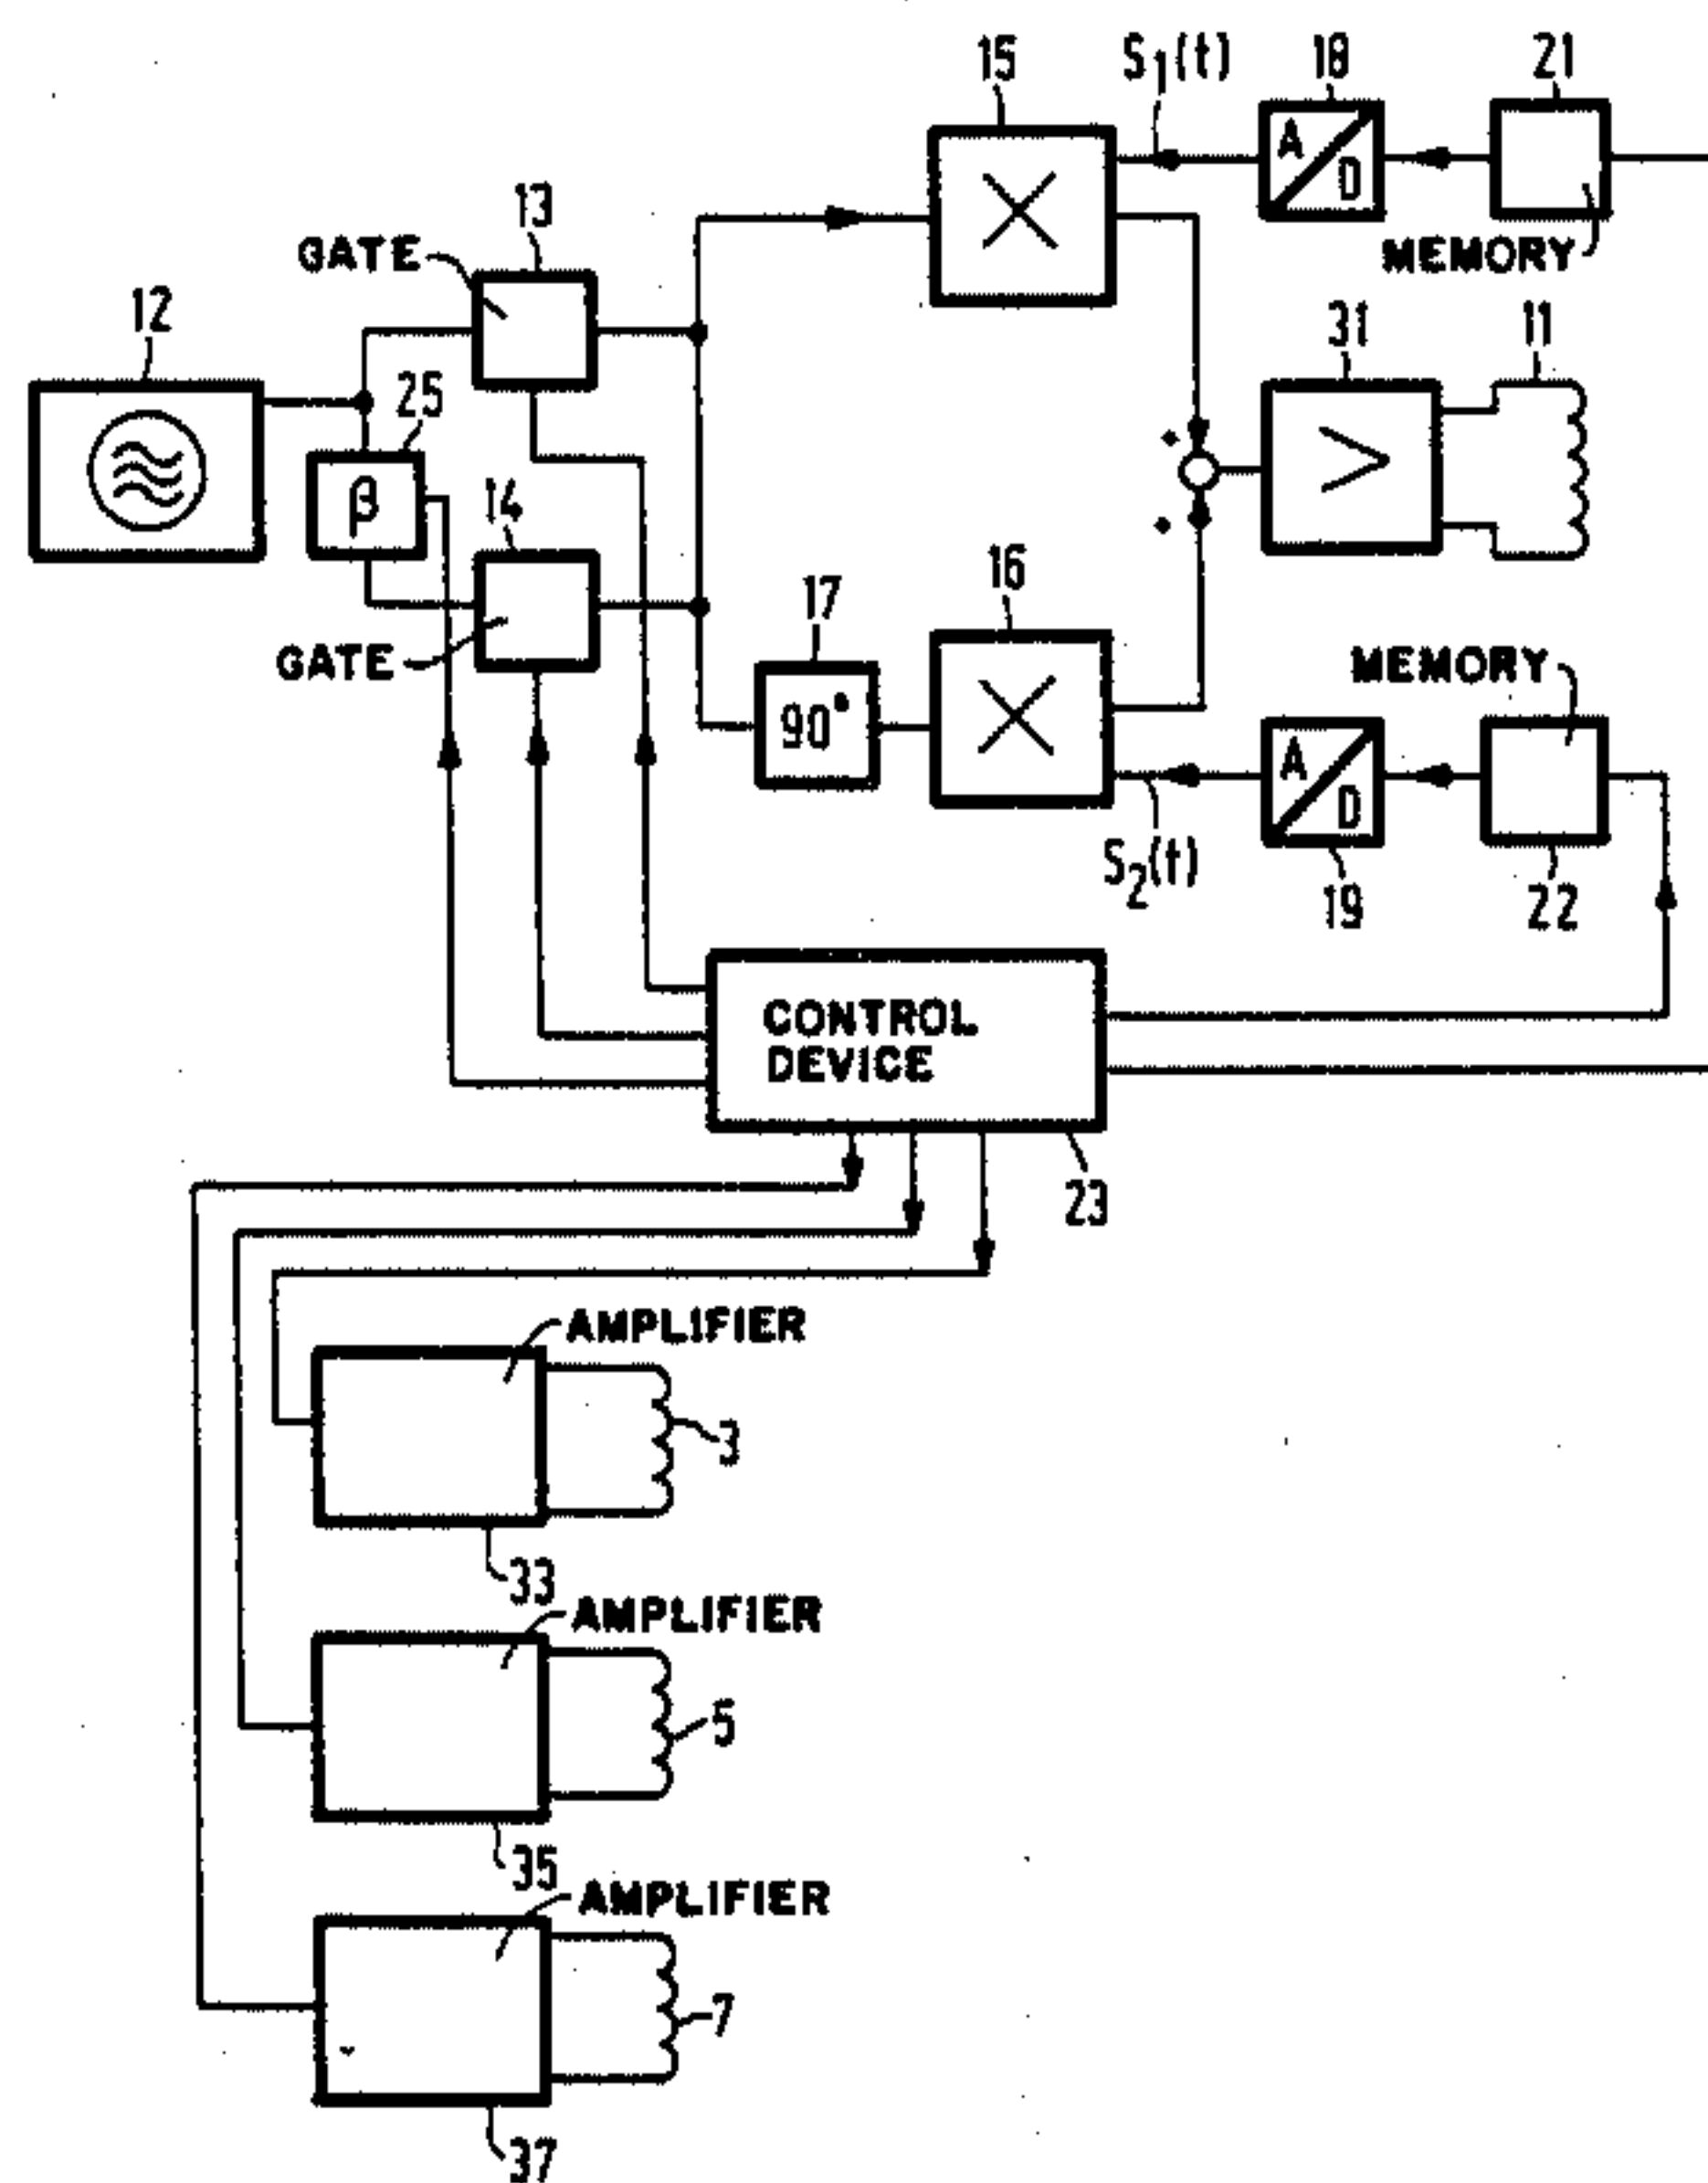 15
S1(t)
18
21
A
D
MEMORY
13
GATE
12
25
β
31
11
>
14
GATE
17
90°
16
MEMORY
A
D
S2(t)
19
22
CONTROL
DEVICE
23
AMPLIFIER
3
33
AMPLIFIER
5
35
AMPLIFIER
7
37